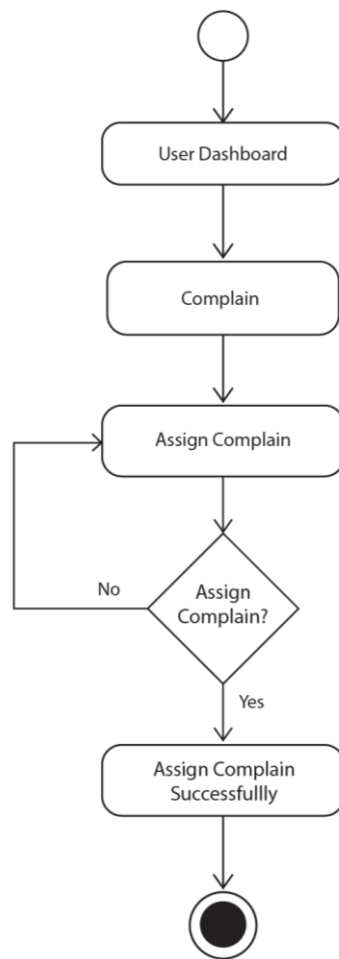 User Dashboard
Complain
Assign Complain
Assign
Complain?
No
Yes
Assign Complain
Successfullly